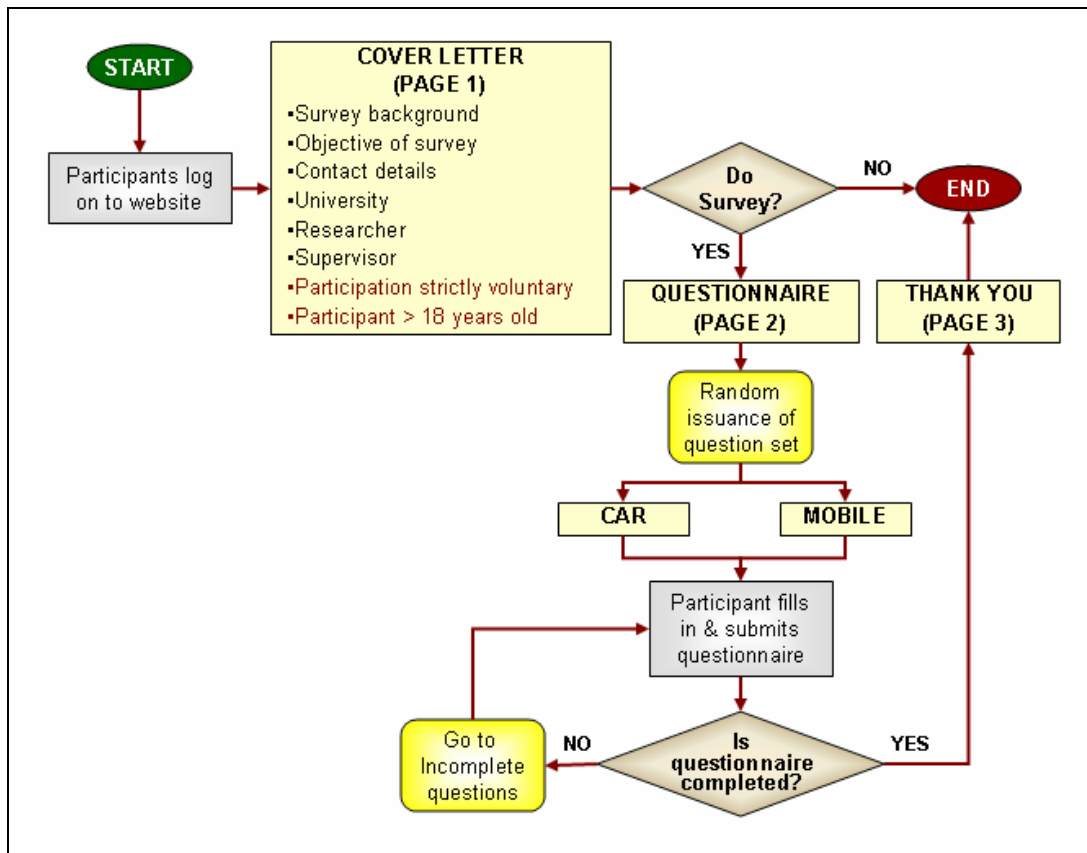 START
Participants log
on to website
COVER LETTER
(PAGE 1)
▪Survey background
▪Objective of survey
▪Contact details
▪University
▪Researcher
▪Supervisor
▪Participation strictly voluntary
▪Participant > 18 years old
Do
Survey?
NO
END
YES
QUESTIONNAIRE
(PAGE 2)
THANK YOU
(PAGE 3)
Random
issuance of
question set
CAR
MOBILE
Participant fills
in & submits
questionnaire
Is
questionnaire
completed?
NO
YES
Go to
Incomplete
questions